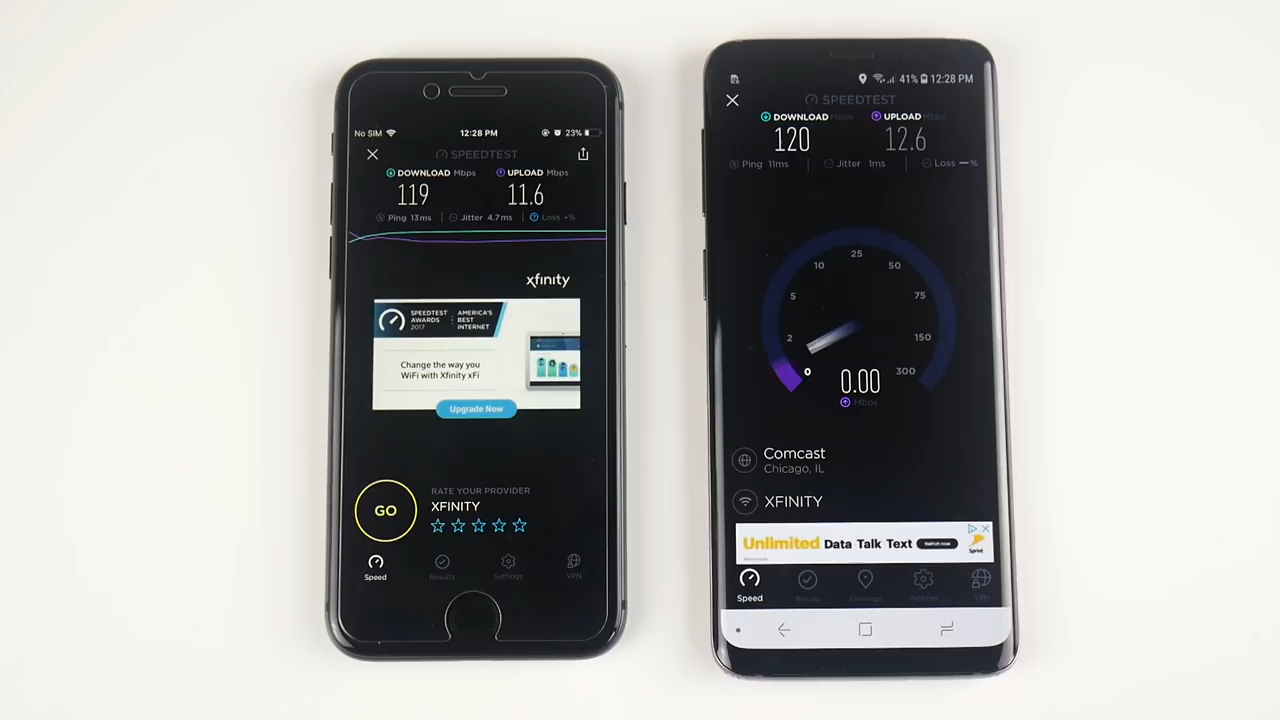 No SIM 12:28 PM 23%
SPEEDTEST
DOWNLOAD Mbps UPLOAD Mbps
119 11.6
Ping 13ms Jitter 4.7ms Loss -%
xfinity
SPEEDTEST AMERICA'S
AWARDS BEST
2017 INTERNET
Change the way you
WiFi with Xfinity xFi
Upgrade Now
GO
RATE YOUR PROVIDER
XFINITY
Speed Results Settings VPN
41% 12:28 PM
SPEEDTEST
DOWNLOAD Mbps UPLOAD Mbps
120 12.6
Ping 11ms Jitter 1ms Loss —%
25
10 50
5 75
2 150
0 300
0.00
Mbps
Comcast
Chicago, IL
XFINITY
Unlimited Data Talk Text Switch now Sprint
Speed Results Coverage Settings VPN